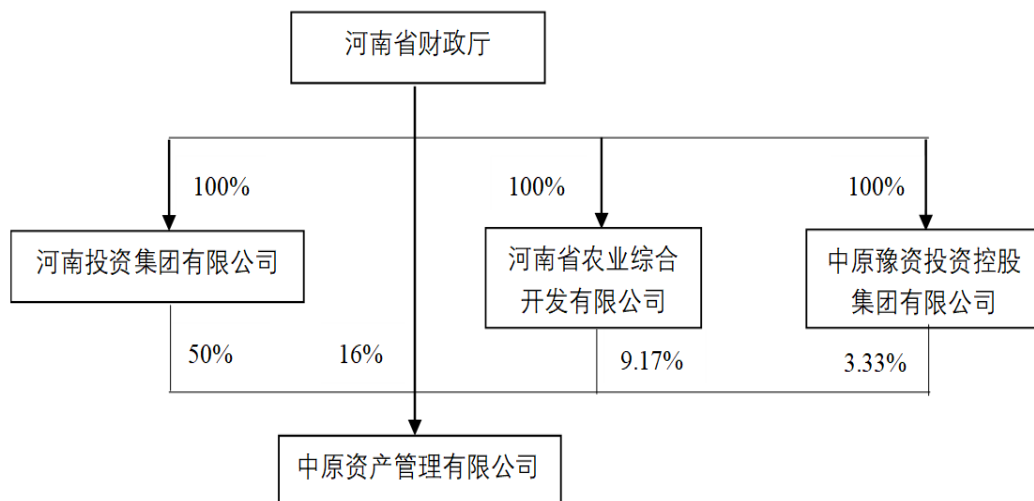 河南省财政厅
100%
100%
100%
河南投资集团有限公司
河南省农业综合
开发有限公司
中原豫资投资控股
集团有限公司
50%
16%
9.17%
3.33%
中原资产管理有限公司